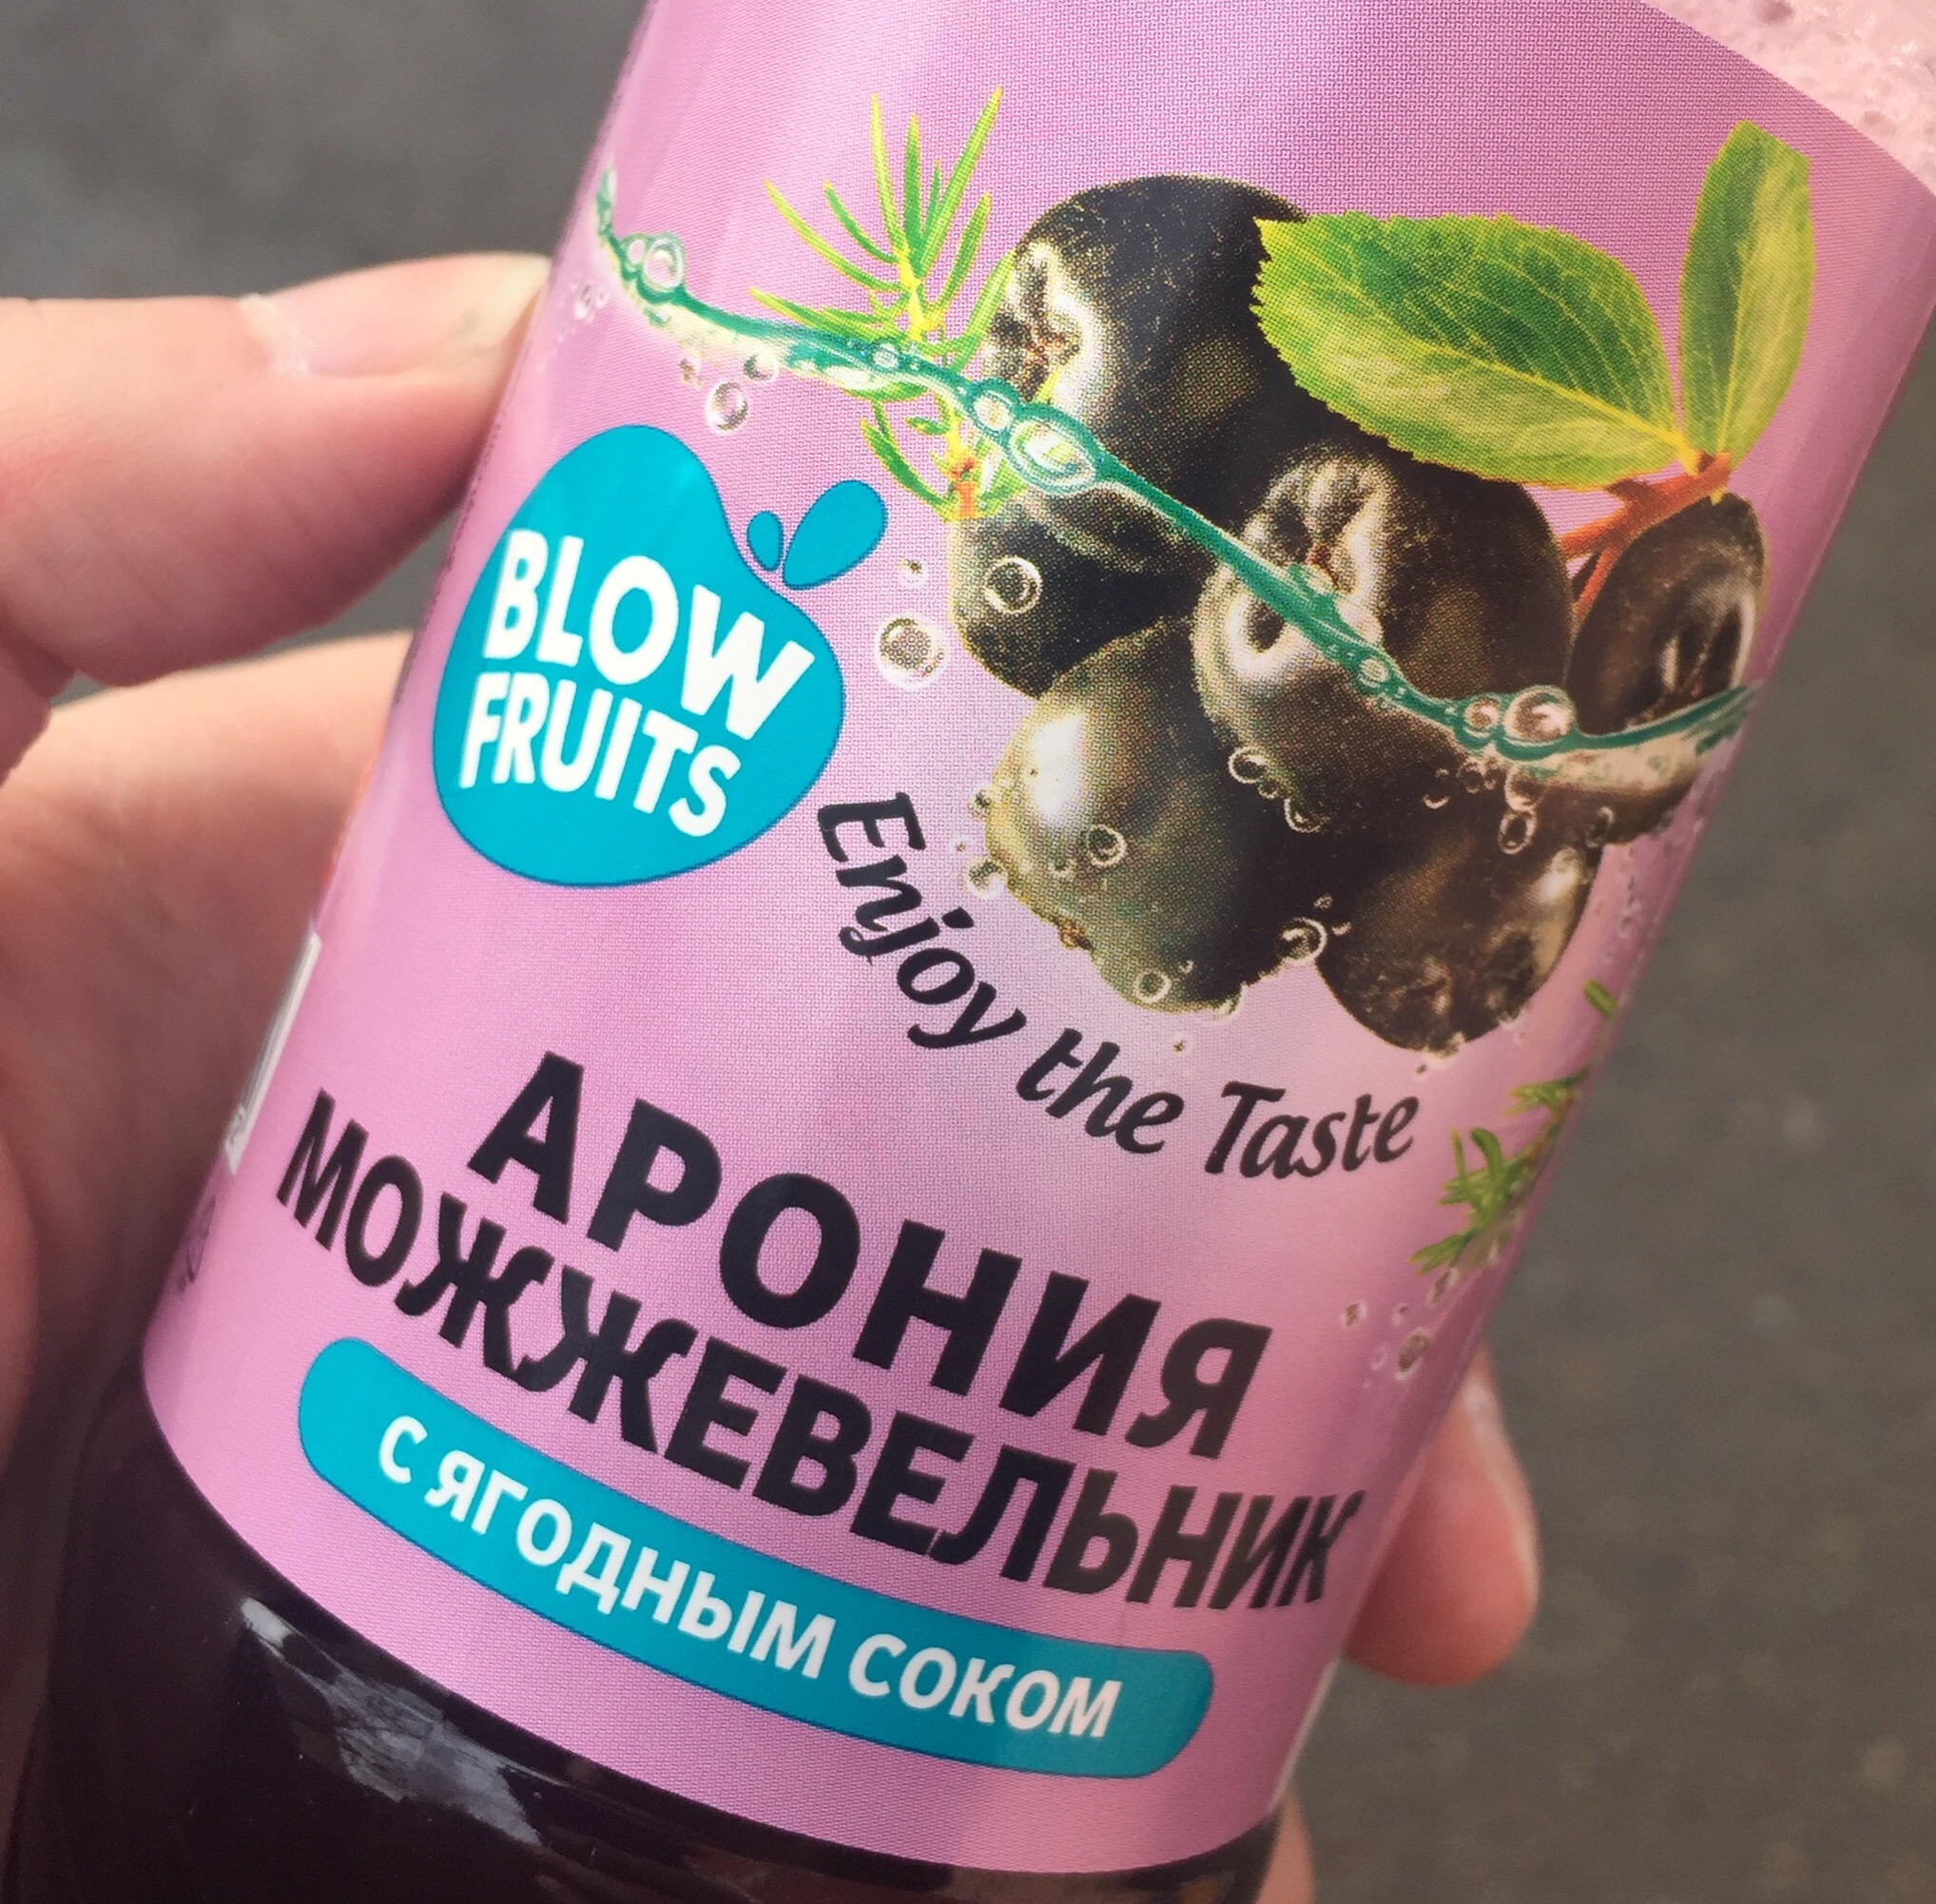 BLOW
FRUITS
Enjoy the Taste
АРОНИЯ
МОЖЖЕВЕЛЬНИК
С ЯГОДНЫМ СОКОМ